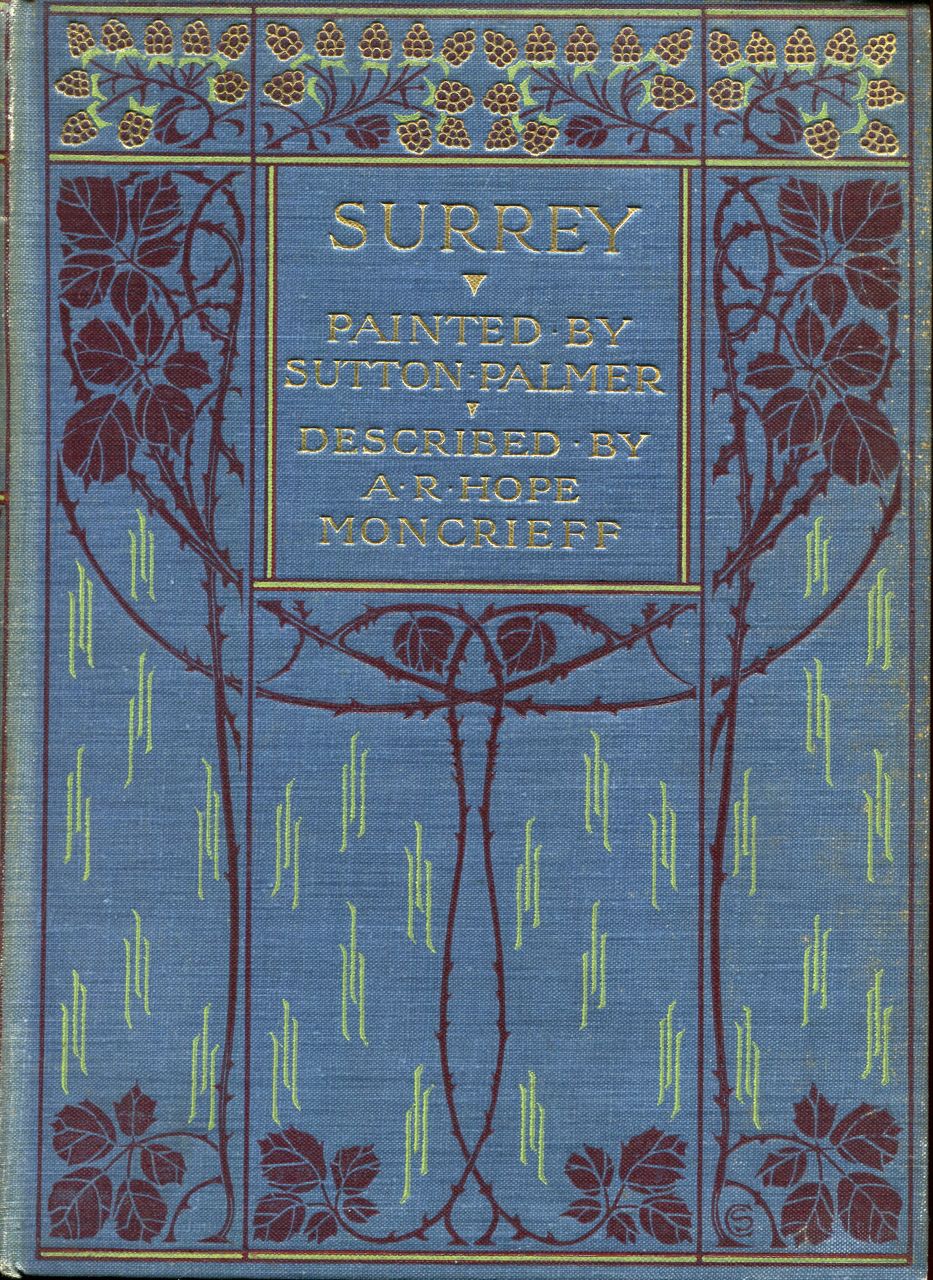 SURREY
PAINTED·BY
SUTTON·PALMER
DESCRIBED·BY
A·R·HOPE
MONCRIEFF